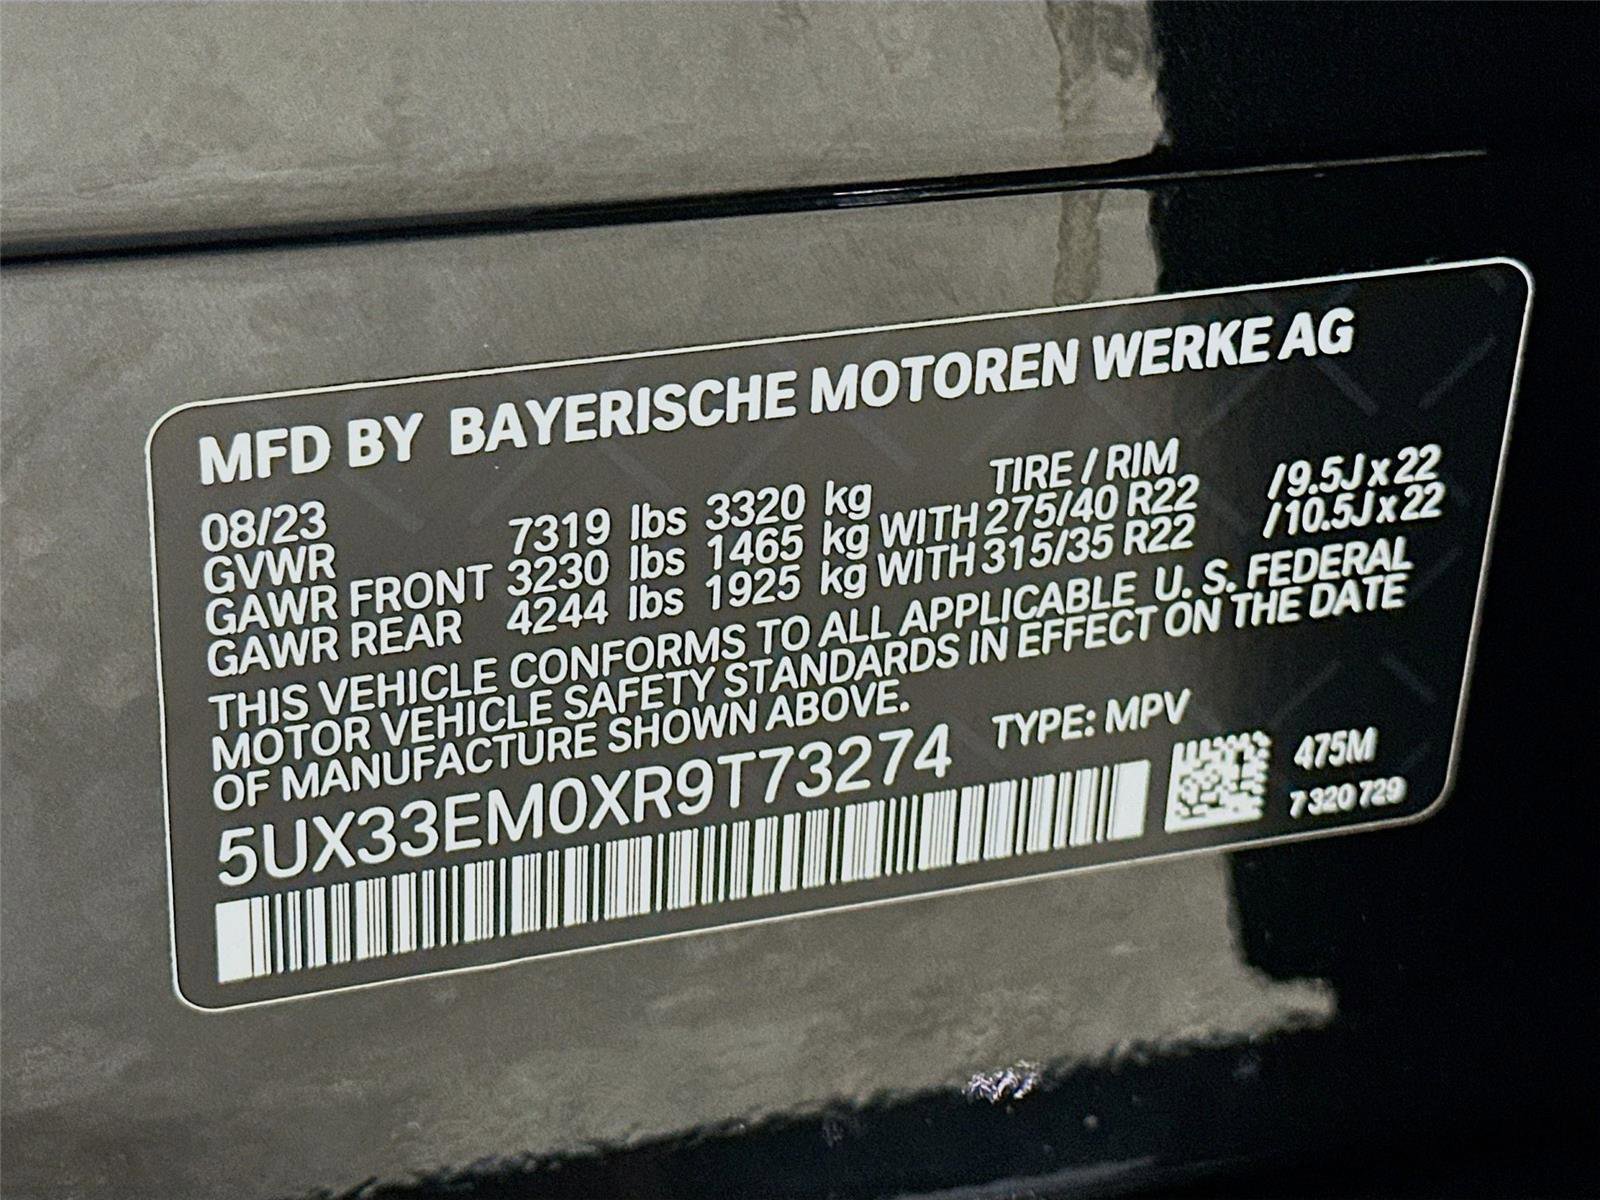 MFD BY BAYERISCHE MOTOREN WERKE AG
08/23 TIRE / RIM
GVWR 7319 lbs 3320 kg
GAWR FRONT 3230 lbs 1465 kg WITH 275/40 R22 /9.5J x 22
GAWR REAR 4244 lbs 1925 kg WITH 315/35 R22 /10.5J x 22
THIS VEHICLE CONFORMS TO ALL APPLICABLE U. S. FEDERAL
MOTOR VEHICLE SAFETY STANDARDS IN EFFECT ON THE DATE
OF MANUFACTURE SHOWN ABOVE.
5UX33EM0XR9T73274 TYPE: MPV
475M
7 320 729